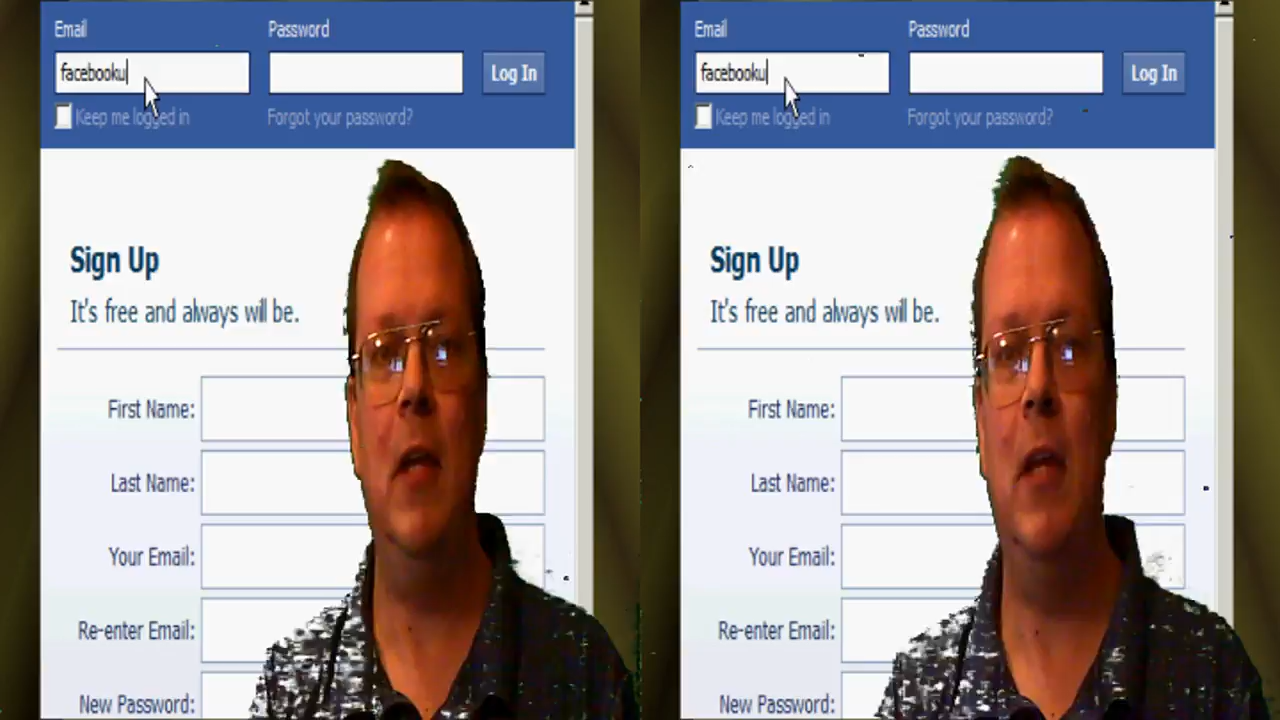 Email Password
facebooku Log In
Keep me logged in Forgot your password?
Sign Up
It's free and always will be.
First Name:
Last Name:
Your Email:
Re-enter Email:
New Password:
Email Password
facebooku Log In
Keep me logged in Forgot your password?
Sign Up
It's free and always will be.
First Name:
Last Name:
Your Email:
Re-enter Email:
New Password: